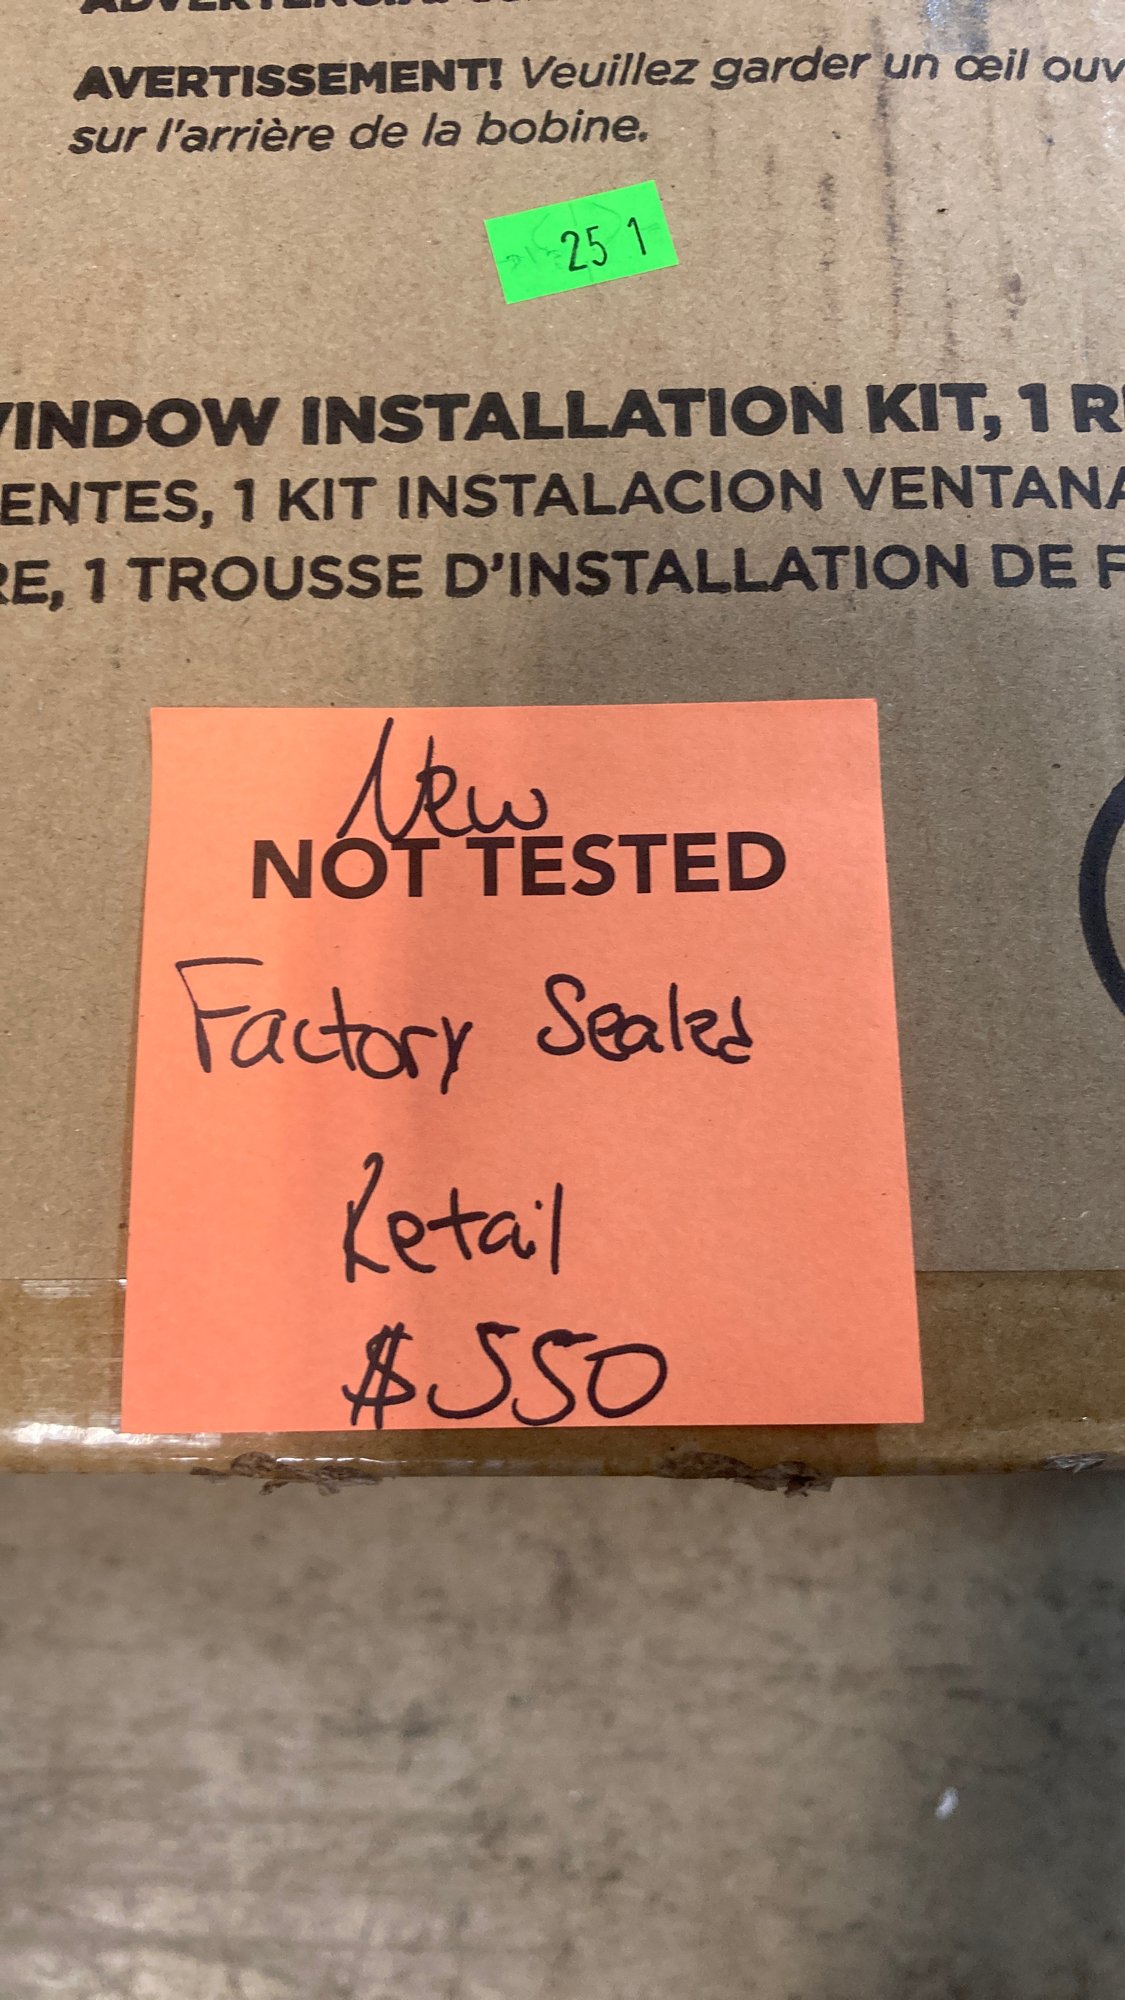 AVERTISSEMENT! Veuillez garder un œil ouv
sur l'arrière de la bobine.
25 1
INDOW INSTALLATION KIT, 1 R
ENTES, 1 KIT INSTALACION VENTANA
RE, 1 TROUSSE D'INSTALLATION DE F
New
NOT TESTED
Factory Sealed
Retail
$550